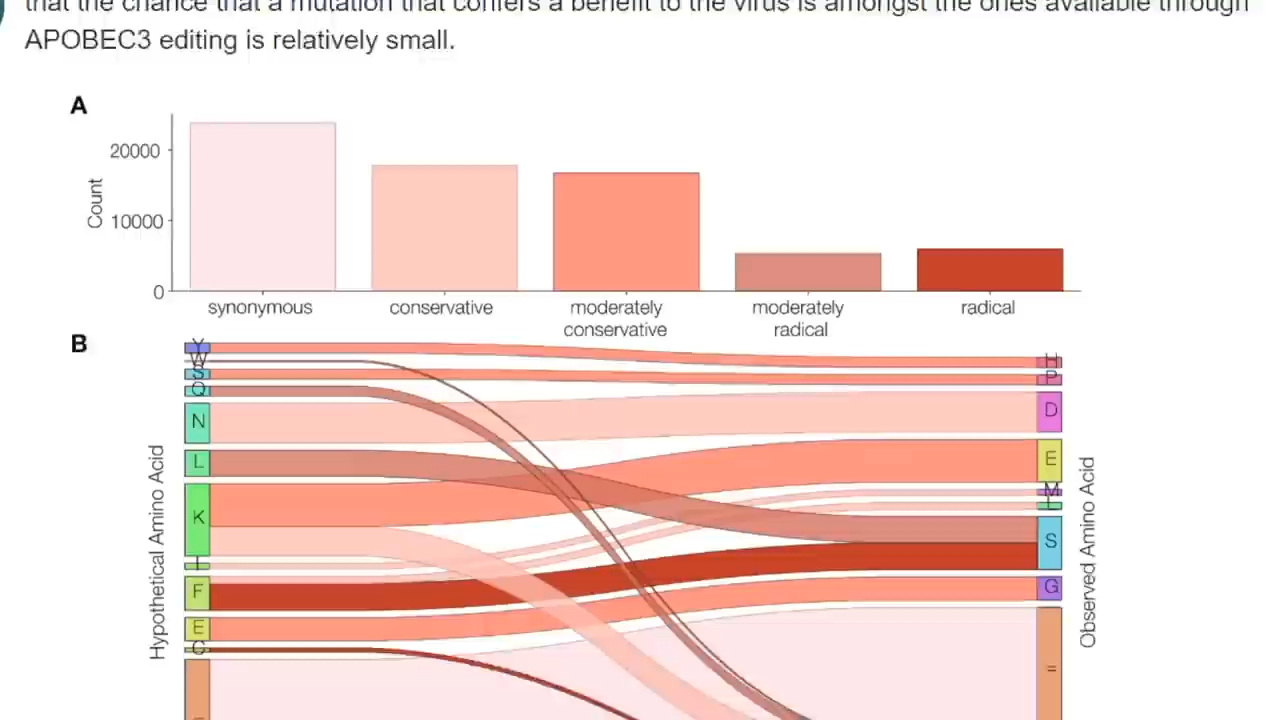 that the chance that a mutation that confers a benefit to the virus is amongst the ones available through
APOBEC3 editing is relatively small.
A
Count
20000
10000
0
synonymous
conservative
moderately
conservative
moderately
radical
radical
B
Hypothetical Amino Acid
Y
W
S
Q
N
L
K
I
F
E
C
H
P
D
E
M
L
S
G
=
Observed Amino Acid